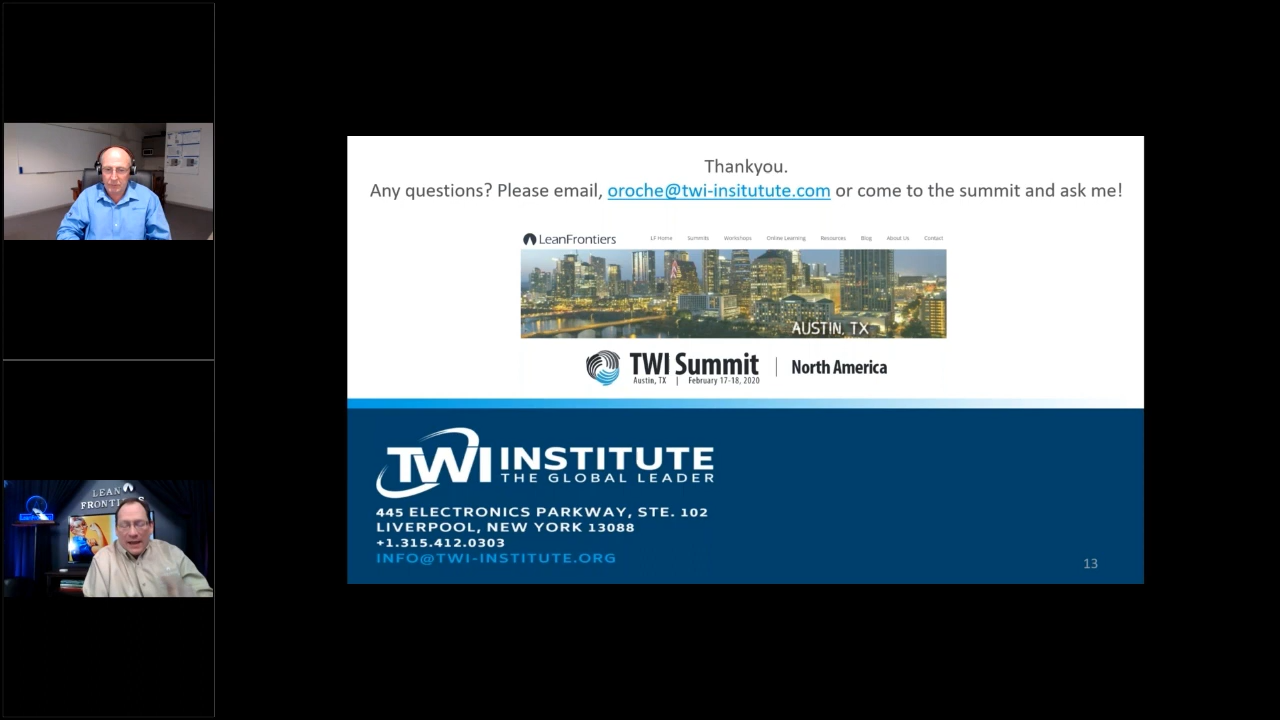 Thankyou.
Any questions? Please email, oroche@twi-insitutute.com or come to the summit and ask me!
LeanFrontiers
LF Home Summits Workshops Online Learning Resources Blog About Us Contact
AUSTIN, TX
TWI Summit
North America
Austin, TX | February 17-18, 2020
TWI INSTITUTE
THE GLOBAL LEADER
445 ELECTRONICS PARKWAY, STE. 102
LIVERPOOL, NEW YORK 13088
+1.315.412.0303
INFO@TWI-INSTITUTE.ORG
13
LEAN
FRONTIERS